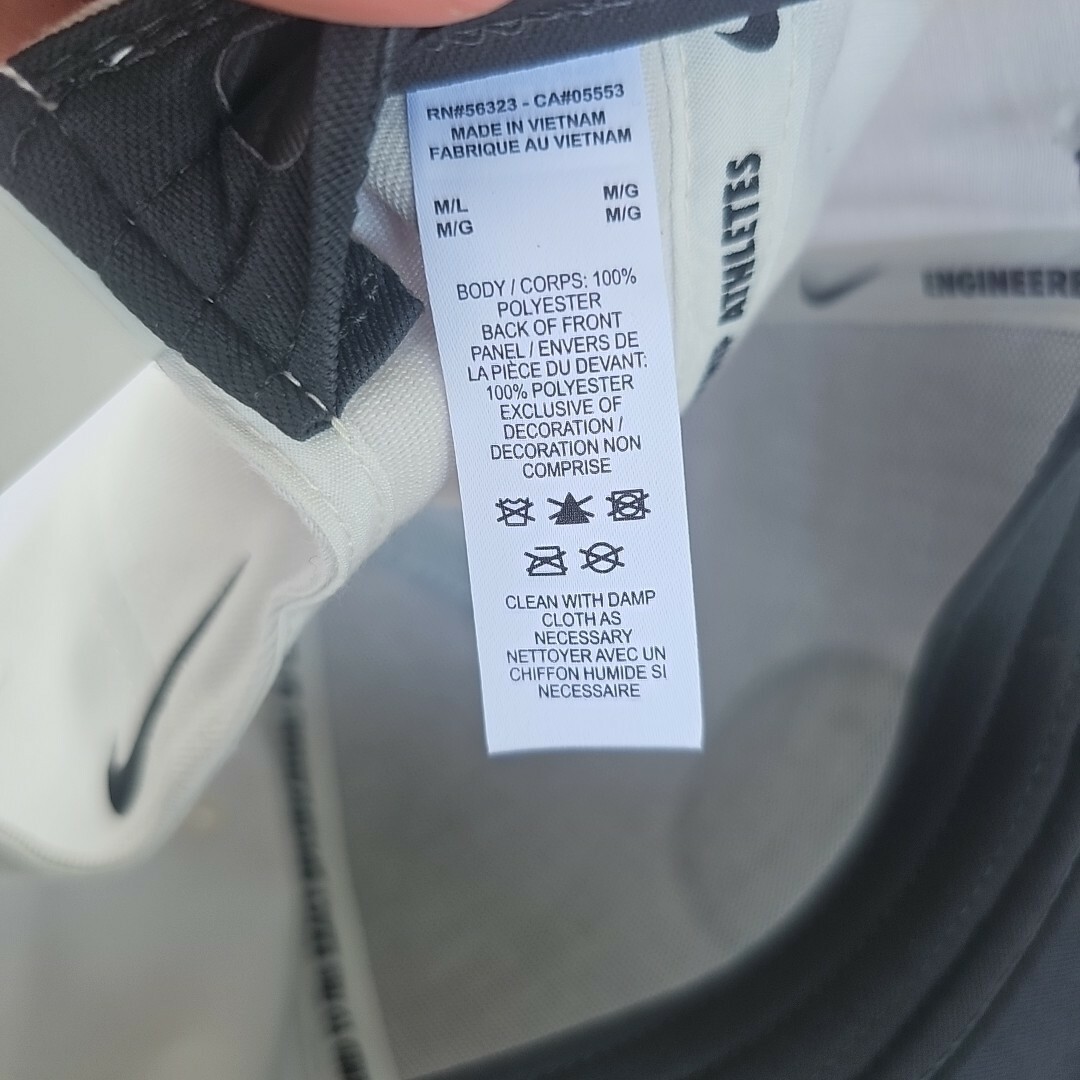 RN#56323 - CA#05553
MADE IN VIETNAM
FABRIQUE AU VIETNAM
M/L M/G
M/G M/G
BODY / CORPS: 100%
POLYESTER
BACK OF FRONT
PANEL / ENVERS DE
LA PIÈCE DU DEVANT:
100% POLYESTER
EXCLUSIVE OF
DECORATION /
DECORATION NON
COMPRISE
CLEAN WITH DAMP
CLOTH AS
NECESSARY
NETTOYER AVEC UN
CHIFFON HUMIDE SI
NECESSAIRE
ATHLETES
ENGINEERE